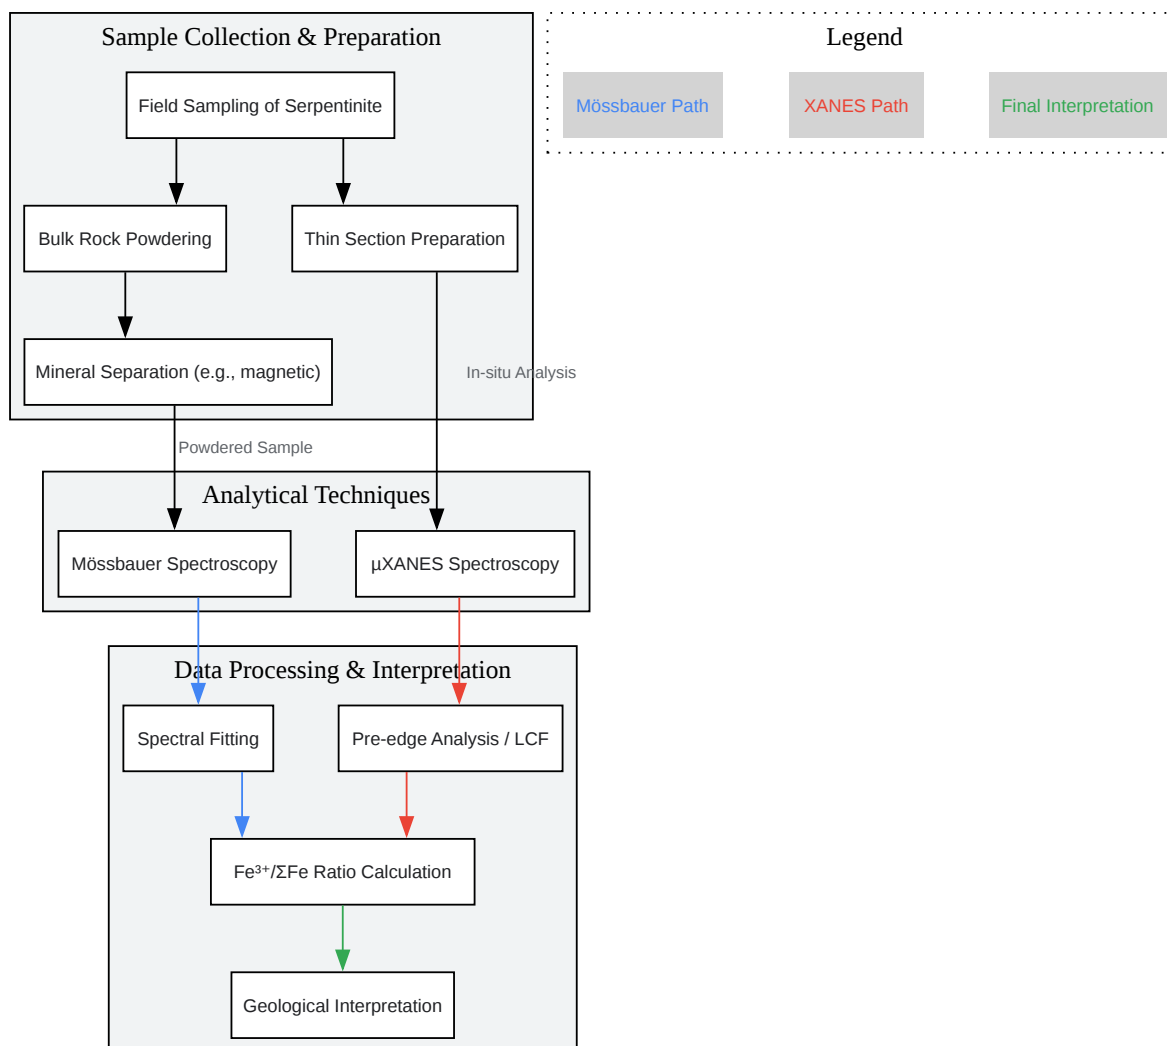 Sample Collection & Preparation
Field Sampling of Serpentinite
Bulk Rock Powdering
Thin Section Preparation
Mineral Separation (e.g., magnetic)
In-situ Analysis
Powdered Sample
Legend
Mössbauer Path
XANES Path
Final Interpretation
Analytical Techniques
Mössbauer Spectroscopy
µXANES Spectroscopy
Data Processing & Interpretation
Spectral Fitting
Pre-edge Analysis / LCF
Fe³⁺/ΣFe Ratio Calculation
Geological Interpretation